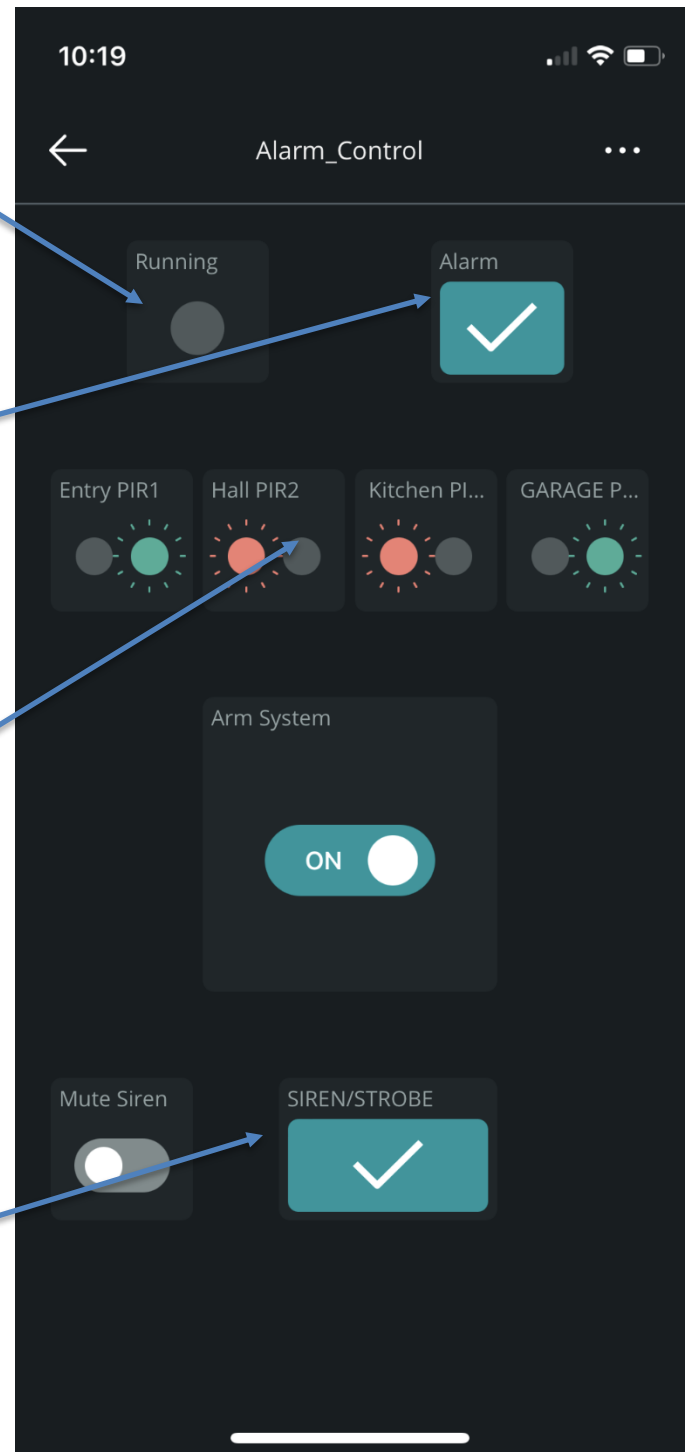 10:19
Alarm_Control
Running
Alarm
Entry PIR1
Hall PIR2
Kitchen PI...
GARAGE P...
Arm System
ON
Mute Siren
SIREN/STROBE